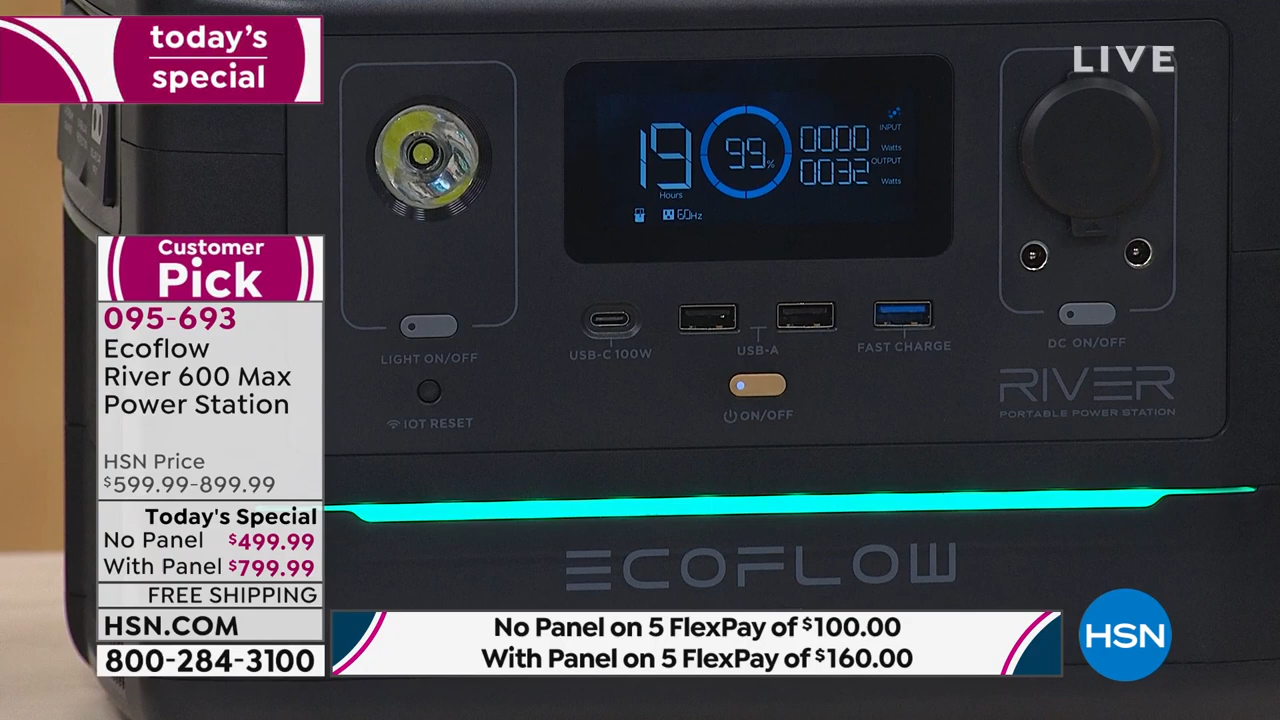 today's
special
LIVE
19
Hours
99%
0000
INPUT
Watts
0032
OUTPUT
Watts
60Hz
LIGHT ON/OFF
IOT RESET
USB-C 100W
USB-A
FAST CHARGE
ON/OFF
DC ON/OFF
RIVER
PORTABLE POWER STATION
ECOFLOW
Customer
Pick
095-693
Ecoflow
River 600 Max
Power Station
HSN Price
$599.99-899.99
Today's Special
No Panel $499.99
With Panel $799.99
FREE SHIPPING
HSN.COM
800-284-3100
No Panel on 5 FlexPay of $100.00
With Panel on 5 FlexPay of $160.00
HSN